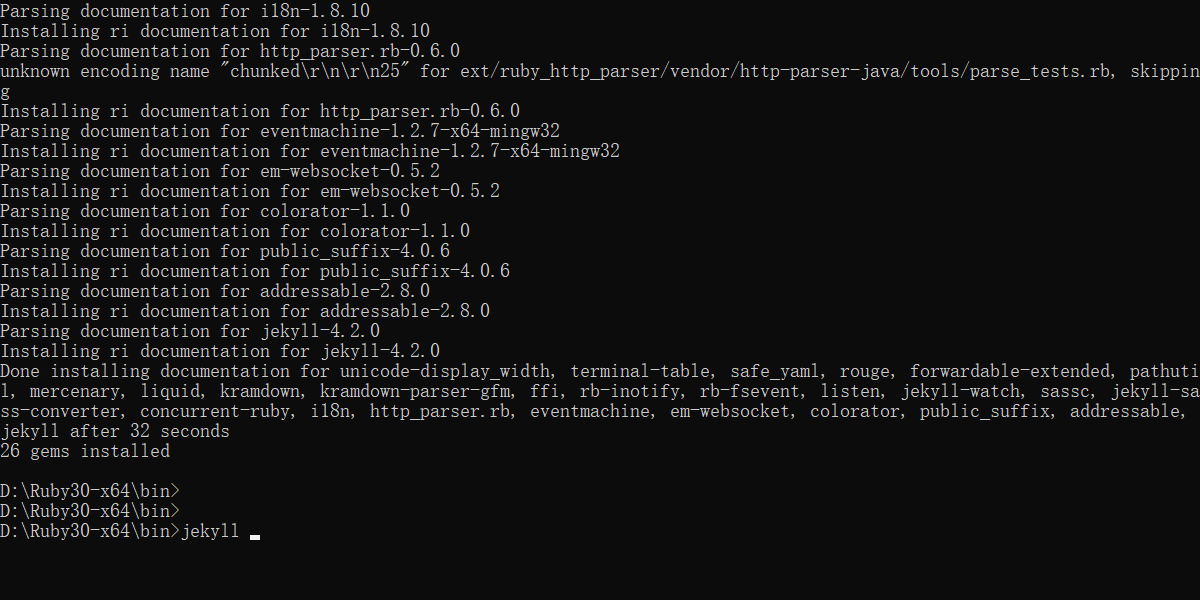 Parsing documentation for i18n-1.8.10
Installing ri documentation for i18n-1.8.10
Parsing documentation for http_parser.rb-0.6.0
unknown encoding name "chunked\r\n\r\n25" for ext/ruby_http_parser/vendor/http-parser-java/tools/parse_tests.rb, skippin
g
Installing ri documentation for http_parser.rb-0.6.0
Parsing documentation for eventmachine-1.2.7-x64-mingw32
Installing ri documentation for eventmachine-1.2.7-x64-mingw32
Parsing documentation for em-websocket-0.5.2
Installing ri documentation for em-websocket-0.5.2
Parsing documentation for colorator-1.1.0
Installing ri documentation for colorator-1.1.0
Parsing documentation for public_suffix-4.0.6
Installing ri documentation for public_suffix-4.0.6
Parsing documentation for addressable-2.8.0
Installing ri documentation for addressable-2.8.0
Parsing documentation for jekyll-4.2.0
Installing ri documentation for jekyll-4.2.0
Done installing documentation for unicode-display_width, terminal-table, safe_yaml, rouge, forwardable-extended, pathuti
l, mercenary, liquid, kramdown, kramdown-parser-gfm, ffi, rb-inotify, rb-fsevent, listen, jekyll-watch, sassc, jekyll-sa
ss-converter, concurrent-ruby, i18n, http_parser.rb, eventmachine, em-websocket, colorator, public_suffix, addressable,
jekyll after 32 seconds
26 gems installed
D:\Ruby30-x64\bin>
D:\Ruby30-x64\bin>
D:\Ruby30-x64\bin>jekyll